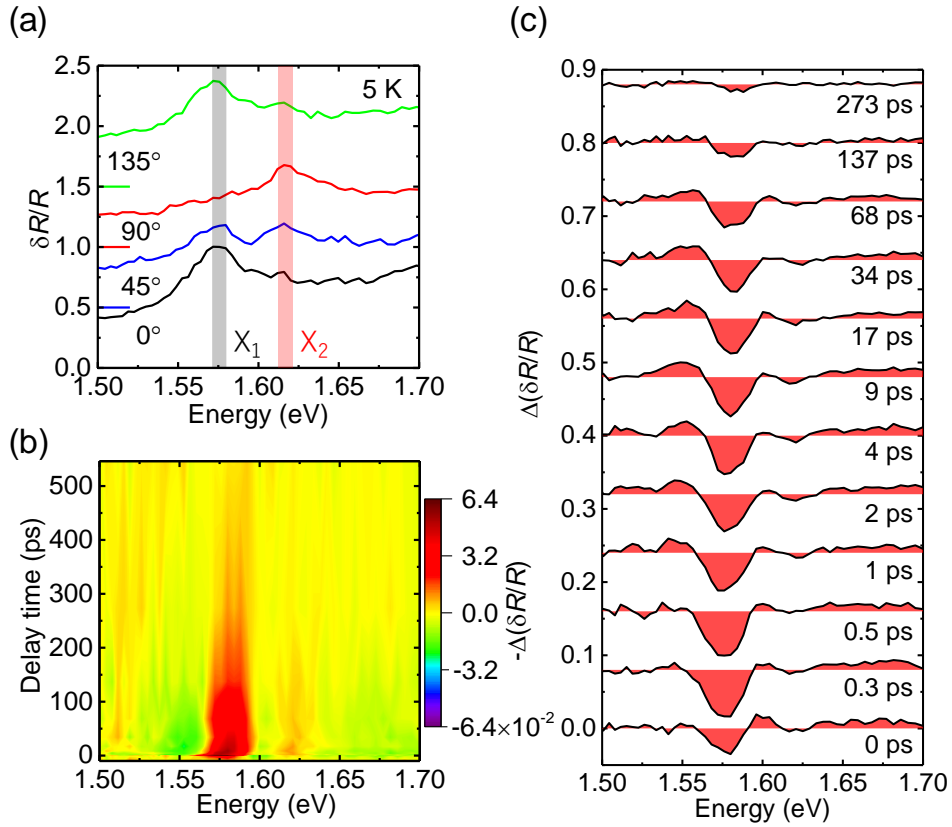 (a)
5 K
2.5
2.0
1.5
1.0
0.5
0.0
135°
90°
45°
0°
X₁
X₂
δR/R
1.50
1.55
1.60
1.65
1.70
Energy (eV)
(b)
500
400
300
200
100
0
Delay time (ps)
1.50
1.55
1.60
1.65
1.70
Energy (eV)
6.4
3.2
0.0
-3.2
-6.4×10⁻²
-Δ(δR/R)
(c)
0.9
0.8
0.7
0.6
0.5
0.4
0.3
0.2
0.1
0.0
Δ(δR/R)
273 ps
137 ps
68 ps
34 ps
17 ps
9 ps
4 ps
2 ps
1 ps
0.5 ps
0.3 ps
0 ps
1.50
1.55
1.60
1.65
1.70
Energy (eV)